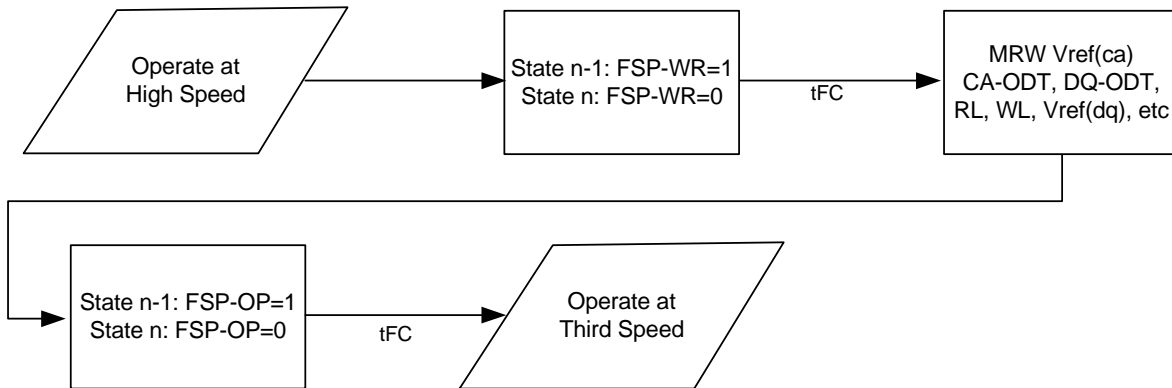 Operate at
High Speed
State n-1: FSP-WR=1
State n: FSP-WR=0
tFC
MRW Vref(ca)
CA-ODT, DQ-ODT,
RL, WL, Vref(dq), etc
State n-1: FSP-OP=1
State n: FSP-OP=0
tFC
Operate at
Third Speed